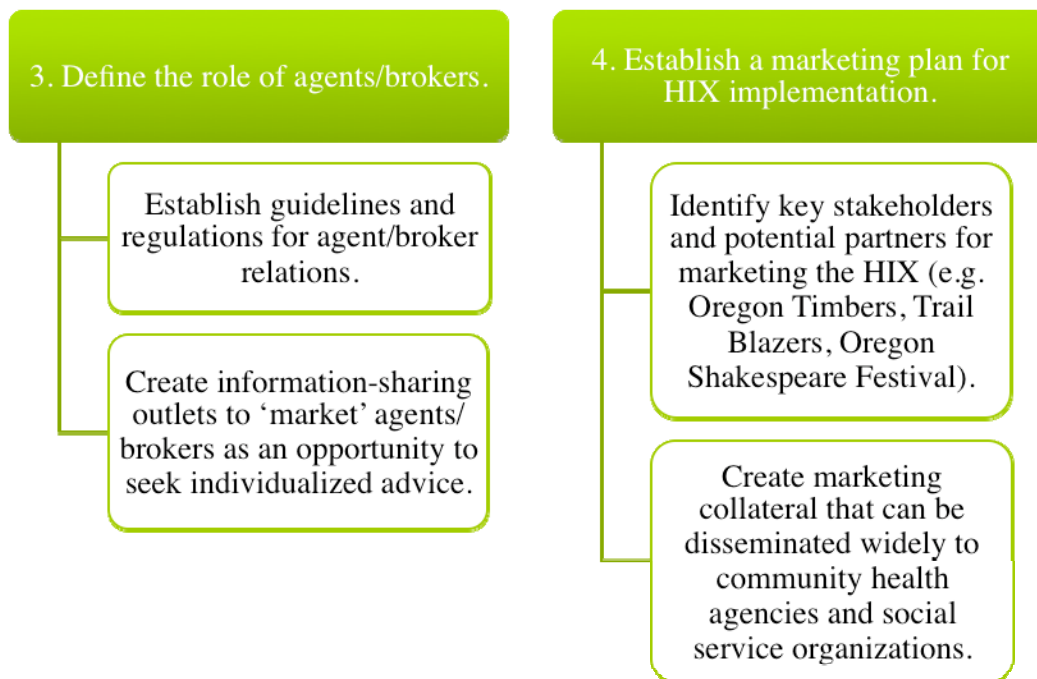 3. Define the role of agents/brokers.
Establish guidelines and
regulations for agent/broker
relations.
Create information-sharing
outlets to ‘market’ agents/
brokers as an opportunity to
seek individualized advice.
4. Establish a marketing plan for
HIX implementation.
Identify key stakeholders
and potential partners for
marketing the HIX (e.g.
Oregon Timbers, Trail
Blazers, Oregon
Shakespeare Festival).
Create marketing
collateral that can be
disseminated widely to
community health
agencies and social
service organizations.